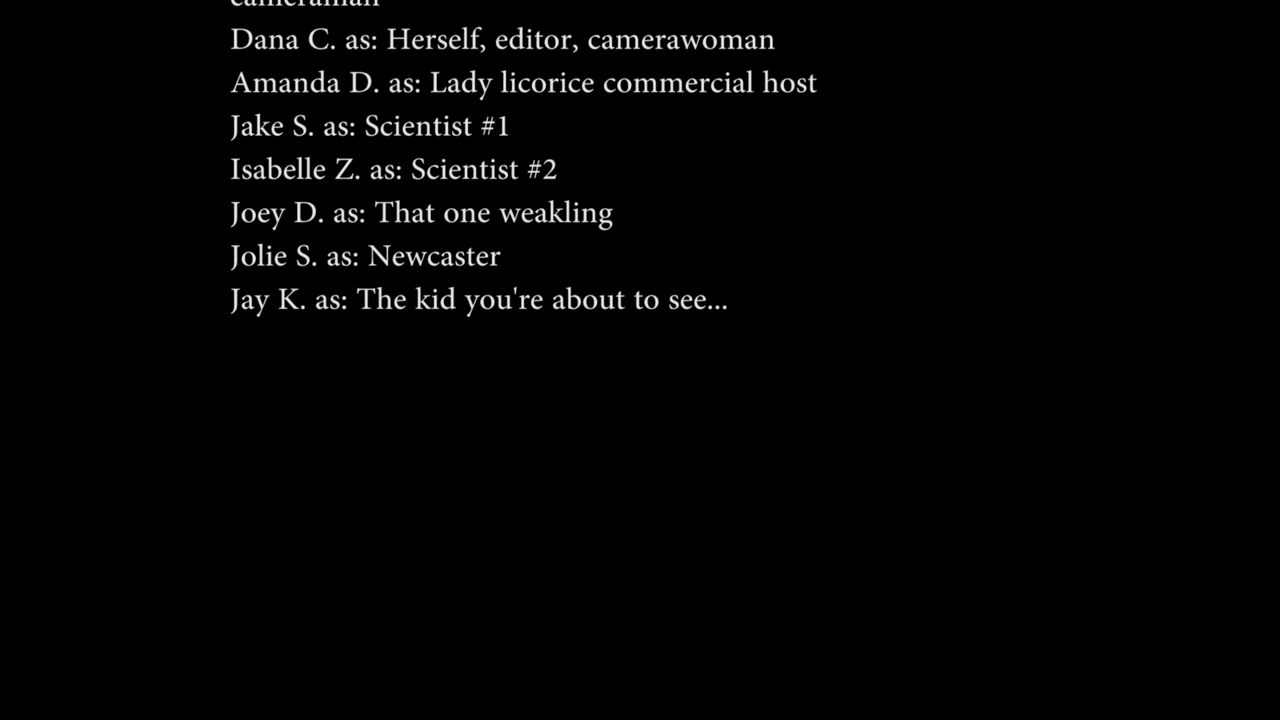 cameraman
Dana C. as: Herself, editor, camerawoman
Amanda D. as: Lady licorice commercial host
Jake S. as: Scientist #1
Isabelle Z. as: Scientist #2
Joey D. as: That one weakling
Jolie S. as: Newcaster
Jay K. as: The kid you're about to see...